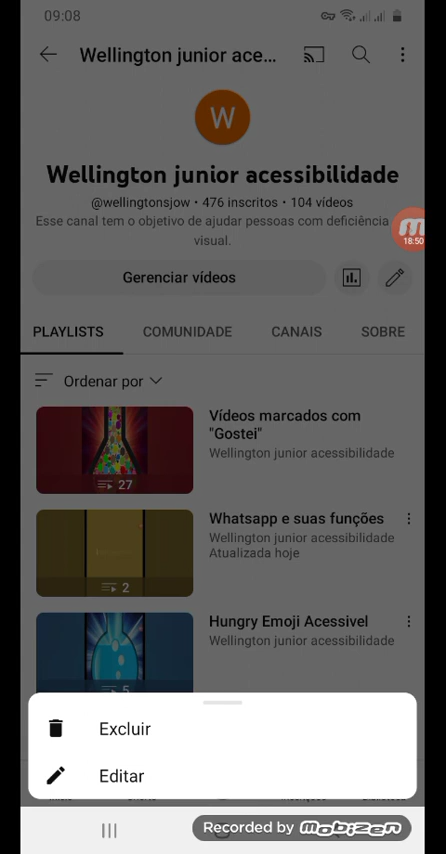 09:08
Wellington junior ace...
W
Wellington junior acessibilidade
@wellingtonsjow • 476 inscritos • 104 vídeos
Esse canal tem o objetivo de ajudar pessoas com deficiência
visual.
18:50
Gerenciar vídeos
PLAYLISTS COMUNIDADE CANAIS SOBRE
Ordenar por
Vídeos marcados com
"Gostei"
Wellington junior acessibilidade
27
Whatsapp e suas funções
Wellington junior acessibilidade
Atualizada hoje
2
Hungry Emoji Acessivel
Wellington junior acessibilidade
5
Excluir
Editar
Recorded by Mobizen